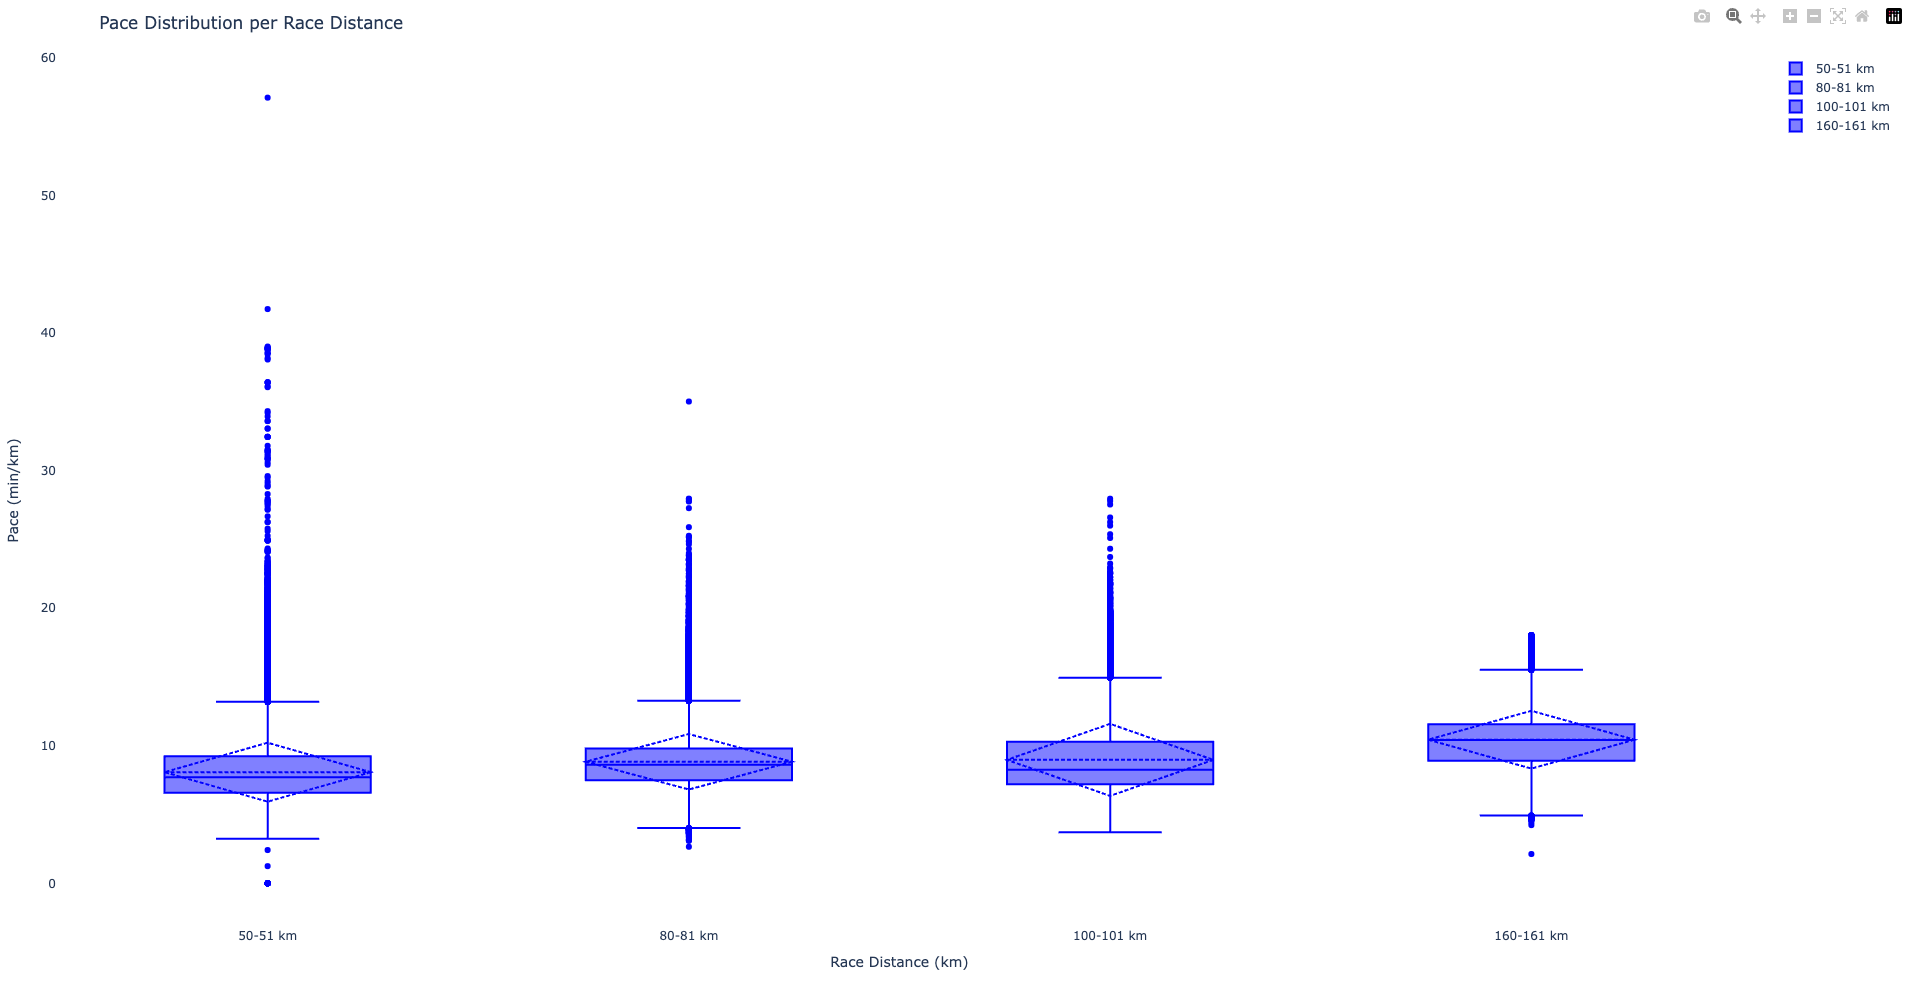 Pace Distribution per Race Distance
60
50
40
30
20
10
0
Pace (min/km)
50-51 km
80-81 km
100-101 km
160-161 km
Race Distance (km)
50-51 km
80-81 km
100-101 km
160-161 km